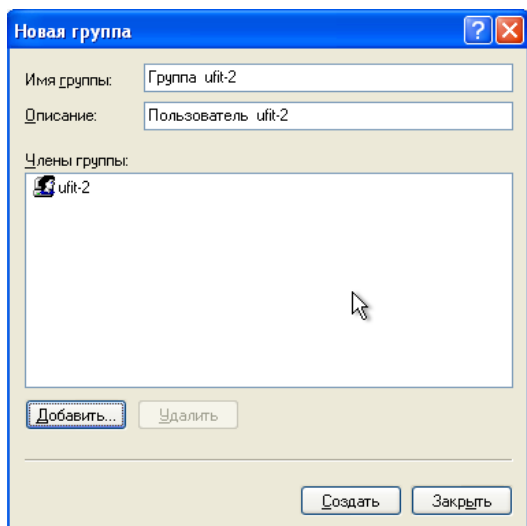 Новая группа
Имя группы: Группа ufit-2
Описание: Пользователь ufit-2
Члены группы:
ufit-2
Добавить... Удалить
Создать Закрыть